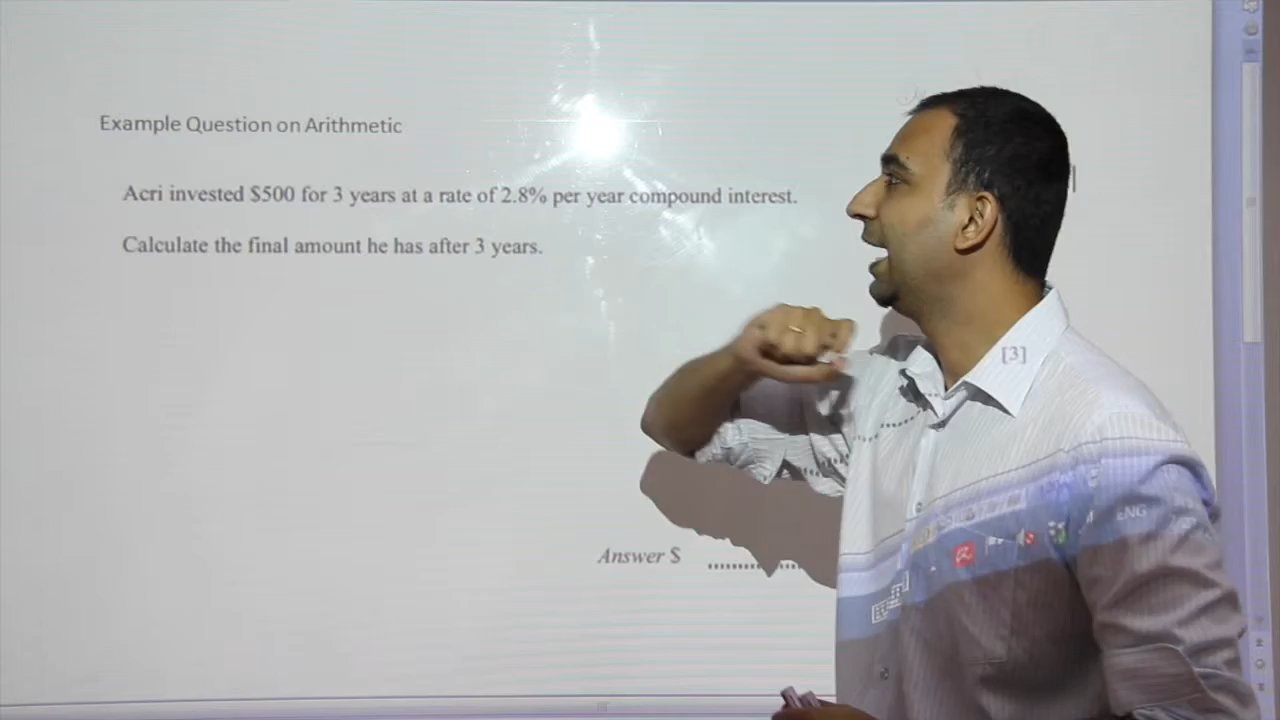 Example Question on Arithmetic
Acri invested $500 for 3 years at a rate of 2.8% per year compound interest.
Calculate the final amount he has after 3 years.
[3]
ENG
Answer $ ..............